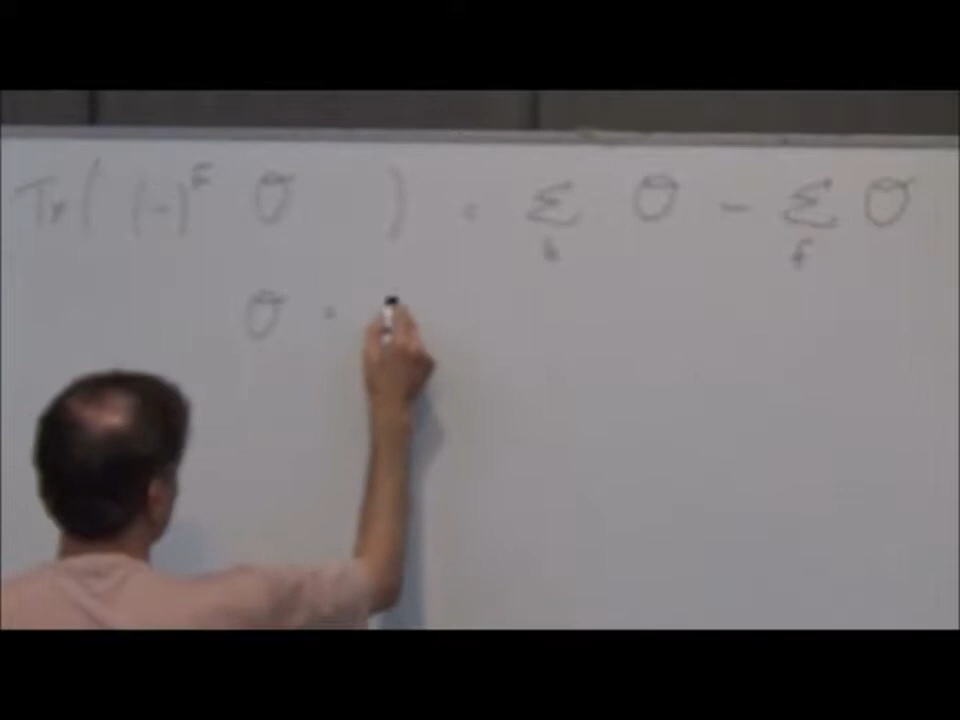 Tr( (-)^F O ) = Σ_b O - Σ_f O
O =